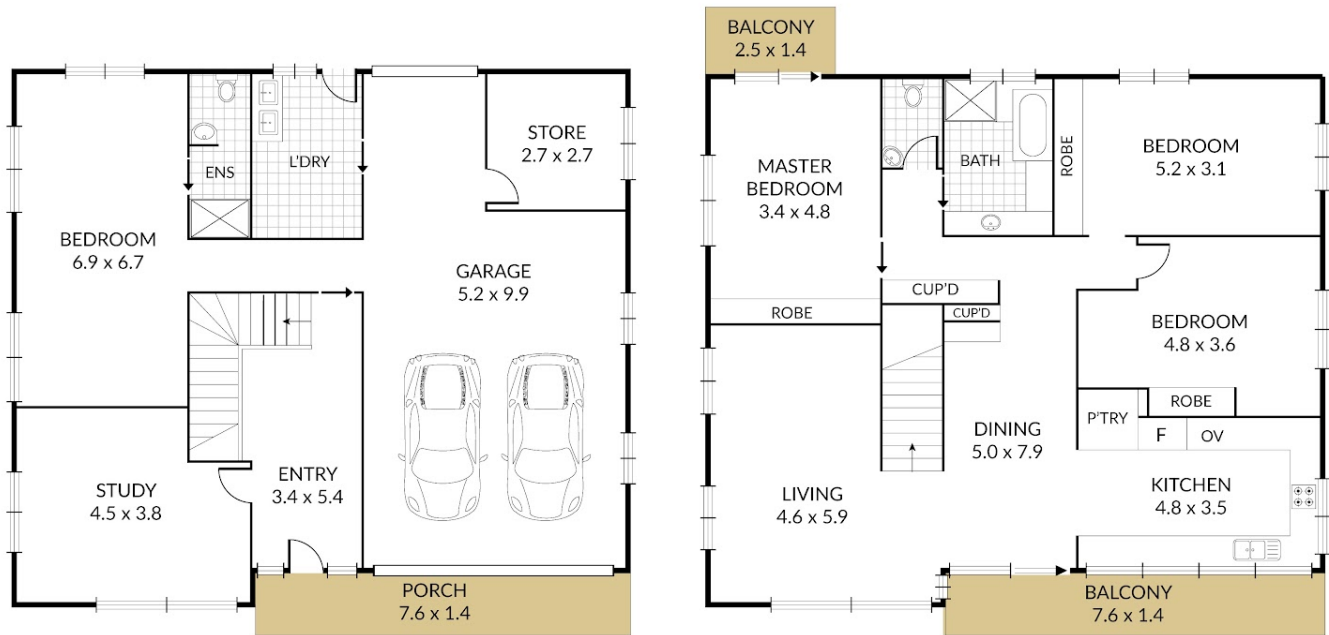 STORE
2.7 x 2.7
L'DRY
ENS
BEDROOM
6.9 x 6.7
GARAGE
5.2 x 9.9
STUDY
4.5 x 3.8
ENTRY
3.4 x 5.4
PORCH
7.6 x 1.4
BALCONY
2.5 x 1.4
MASTER
BEDROOM
3.4 x 4.8
BATH
ROBE
BEDROOM
5.2 x 3.1
CUP'D
CUP'D
ROBE
BEDROOM
4.8 x 3.6
ROBE
P'TRY
F
OV
DINING
5.0 x 7.9
LIVING
4.6 x 5.9
KITCHEN
4.8 x 3.5
BALCONY
7.6 x 1.4